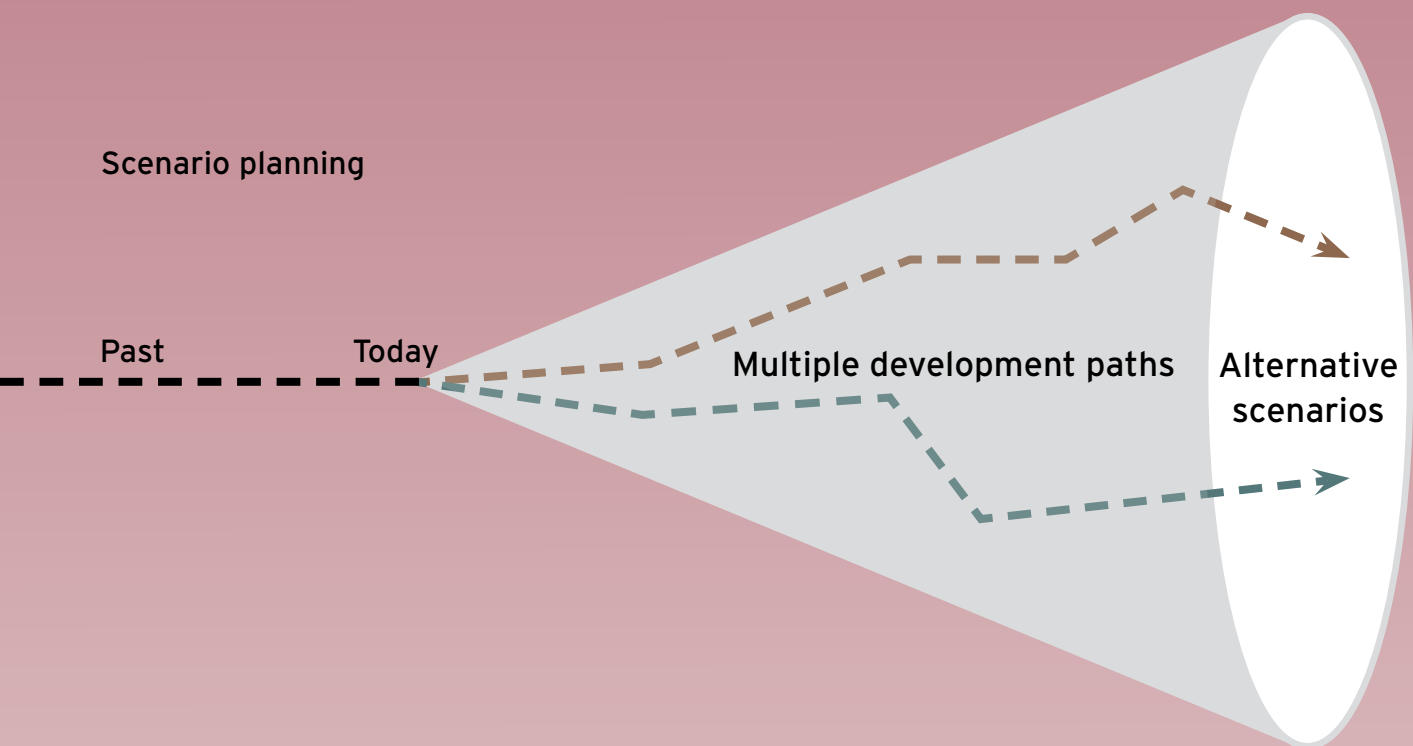 Scenario planning
Past
Today
Multiple development paths
Alternative
scenarios